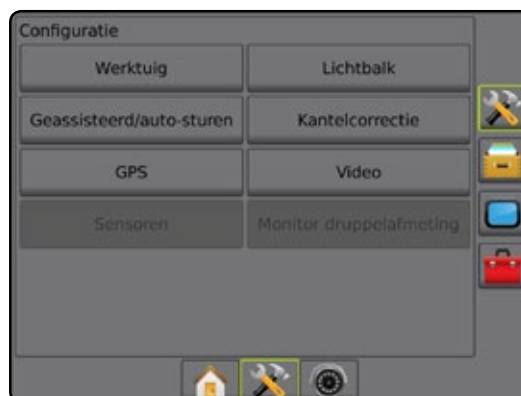 Configuratie
Werktuig
Lichtbalk
Geassisteerd/auto-sturen
Kantelcorrectie
GPS
Video
Sensoren
Monitor druppelafmeting